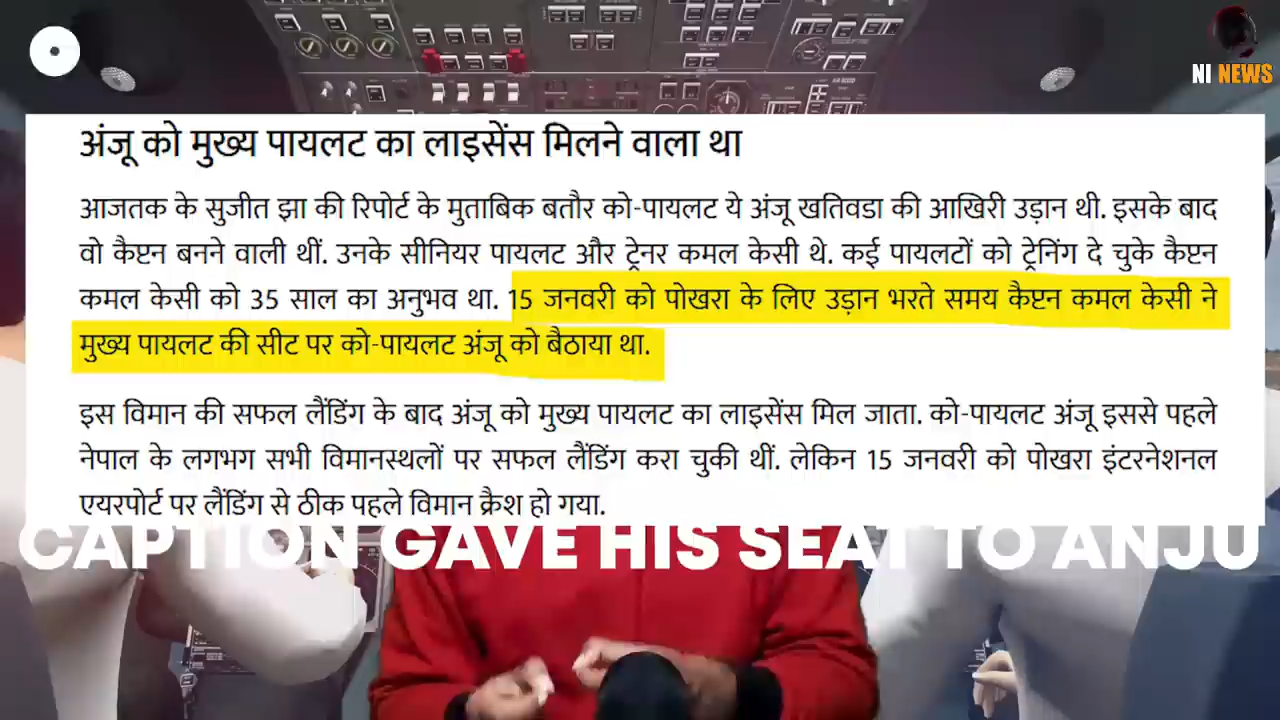 NI NEWS
अंजू को मुख्य पायलट का लाइसेंस मिलने वाला था
आजतक के सुजीत झा की रिपोर्ट के मुताबिक बतौर को-पायलट ये अंजू खतिवडा की आखिरी उड़ान थी. इसके बाद
वो कैप्टन बनने वाली थीं. उनके सीनियर पायलट और ट्रेनर कमल केसी थे. कई पायलटों को ट्रेनिंग दे चुके कैप्टन
कमल केसी को 35 साल का अनुभव था. 15 जनवरी को पोखरा के लिए उड़ान भरते समय कैप्टन कमल केसी ने
मुख्य पायलट की सीट पर को-पायलट अंजू को बैठाया था.
इस विमान की सफल लैंडिंग के बाद अंजू को मुख्य पायलट का लाइसेंस मिल जाता. को-पायलट अंजू इससे पहले
नेपाल के लगभग सभी विमानस्थलों पर सफल लैंडिंग करा चुकी थीं. लेकिन 15 जनवरी को पोखरा इंटरनेशनल
एयरपोर्ट पर लैंडिंग से ठीक पहले विमान क्रैश हो गया.
CAPTION GAVE HIS SEAT TO ANJU